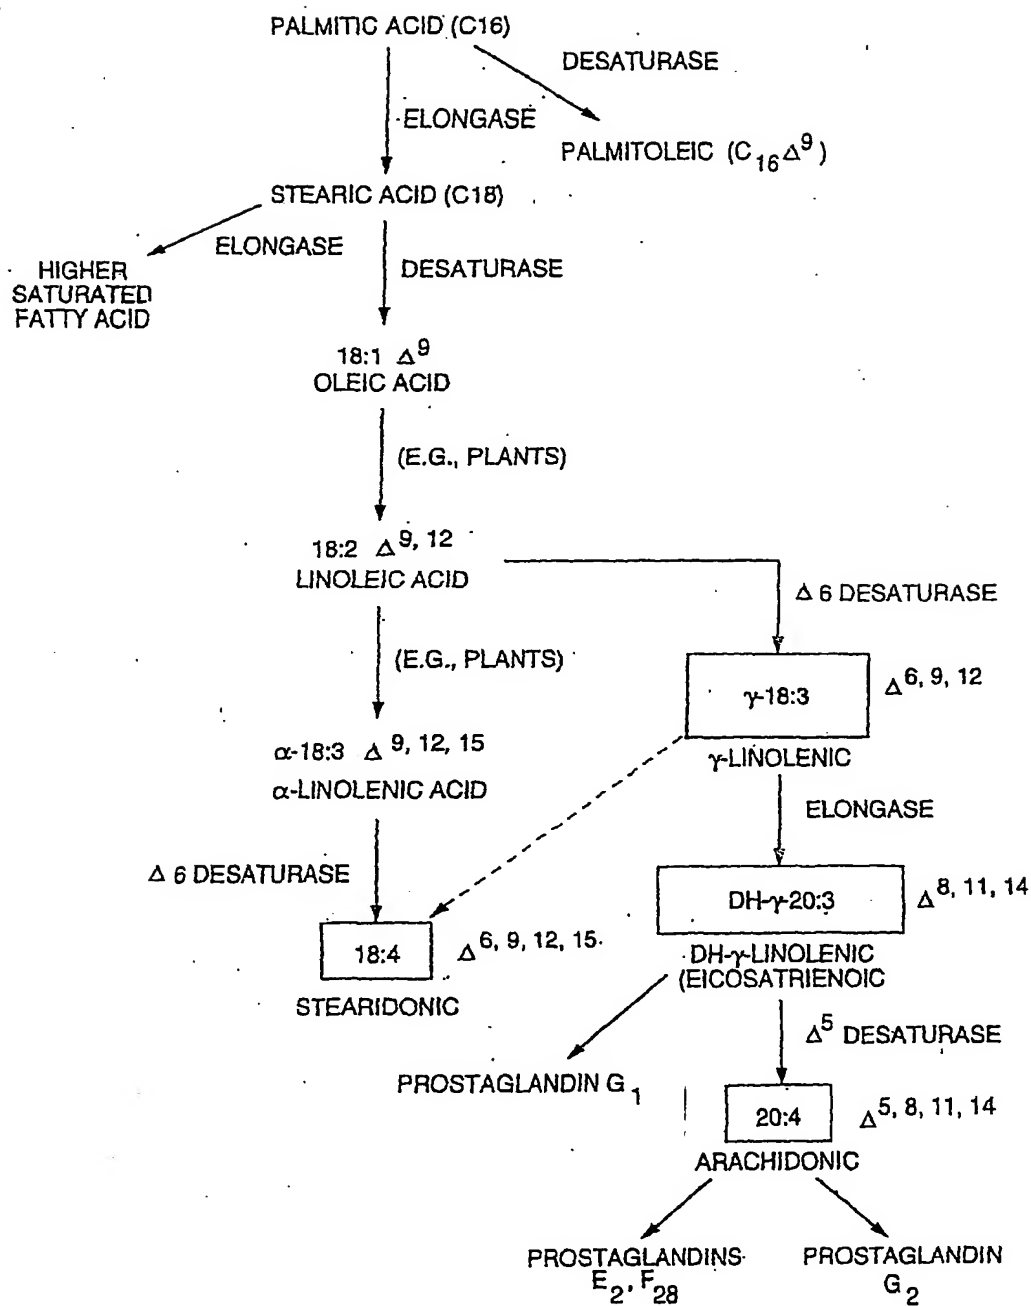 PALMITIC ACID (C16)
DESATURASE
ELONGASE
PALMITOLEIC (C₁₆Δ⁹)
STEARIC ACID (C18)
ELONGASE
DESATURASE
HIGHER
SATURATED
FATTY ACID
18:1 Δ⁹
OLEIC ACID
(E.G., PLANTS)
18:2 Δ⁹, ¹²
LINOLEIC ACID
Δ 6 DESATURASE
(E.G., PLANTS)
γ-18:3
Δ⁶, ⁹, ¹²
γ-LINOLENIC
α-18:3 Δ ⁹, ¹², ¹⁵
α-LINOLENIC ACID
ELONGASE
Δ 6 DESATURASE
DH-γ-20:3
Δ⁸, ¹¹, ¹⁴
18:4
Δ⁶, ⁹, ¹², ¹⁵
DH-γ-LINOLENIC
(EICOSATRIENOIC
STEARIDONIC
Δ⁵ DESATURASE
PROSTAGLANDIN G₁
20:4
Δ⁵, ⁸, ¹¹, ¹⁴
ARACHIDONIC
PROSTAGLANDINS
E₂, F₂₈
PROSTAGLANDIN
G₂